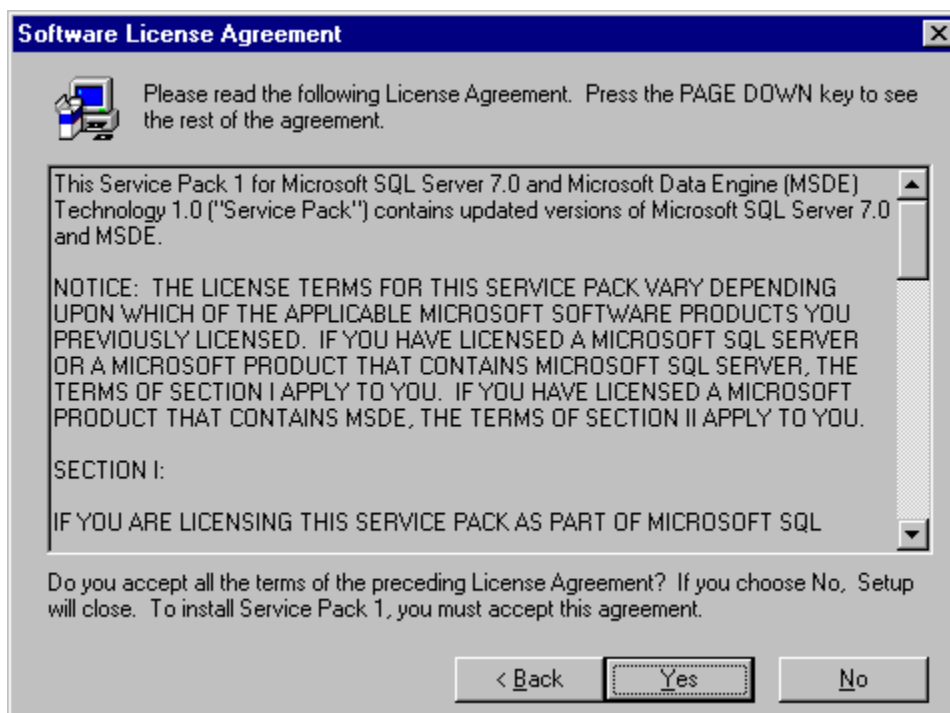 Software License Agreement
Please read the following License Agreement.  Press the PAGE DOWN key to see
the rest of the agreement.
This Service Pack 1 for Microsoft SQL Server 7.0 and Microsoft Data Engine (MSDE)
Technology 1.0 ("Service Pack") contains updated versions of Microsoft SQL Server 7.0
and MSDE.
NOTICE:  THE LICENSE TERMS FOR THIS SERVICE PACK VARY DEPENDING
UPON WHICH OF THE APPLICABLE MICROSOFT SOFTWARE PRODUCTS YOU
PREVIOUSLY LICENSED.  IF YOU HAVE LICENSED A MICROSOFT SQL SERVER
OR A MICROSOFT PRODUCT THAT CONTAINS MICROSOFT SQL SERVER, THE
TERMS OF SECTION I APPLY TO YOU.  IF YOU HAVE LICENSED A MICROSOFT
PRODUCT THAT CONTAINS MSDE, THE TERMS OF SECTION II APPLY TO YOU.
SECTION I:
IF YOU ARE LICENSING THIS SERVICE PACK AS PART OF MICROSOFT SQL
Do you accept all the terms of the preceding License Agreement?  If you choose No,  Setup
will close.  To install Service Pack 1, you must accept this agreement.
< Back
Yes
No